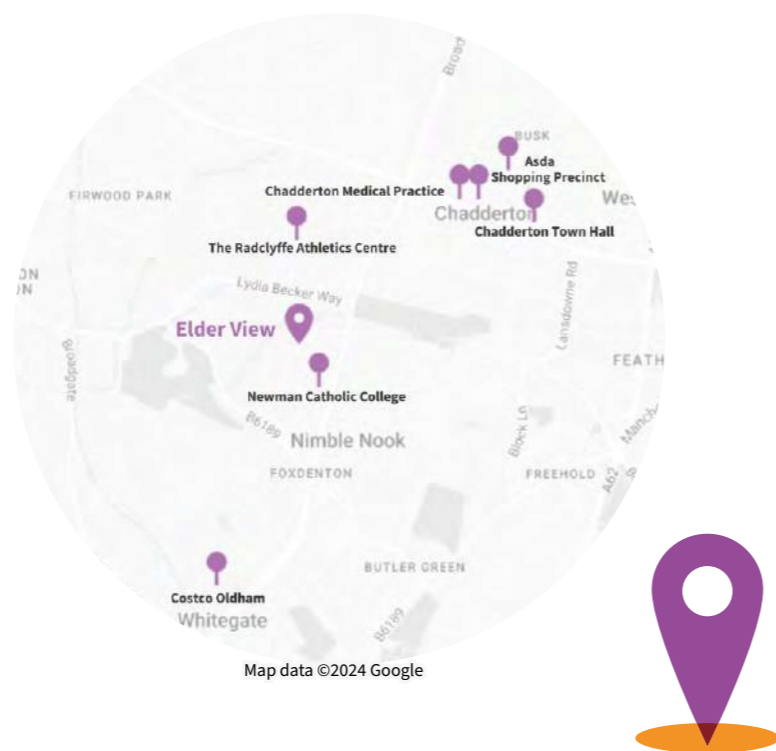 Broad
BUSK
Asda
Shopping Precinct
Chadderton Medical Practice
FIRWOOD PARK
Chadderton
Chadderton Town Hall
The Radclyffe Athletics Centre
ON
Lydia Becker Way
Lansdowne Rd
Elder View
FEATH
Broadgate
Newman Catholic College
Block Ln
B6189
Nimble Nook
FOXDENTON
FREEHOLD
A62
BUTLER GREEN
Costco Oldham
Whitegate
B6189
Map data ©2024 Google